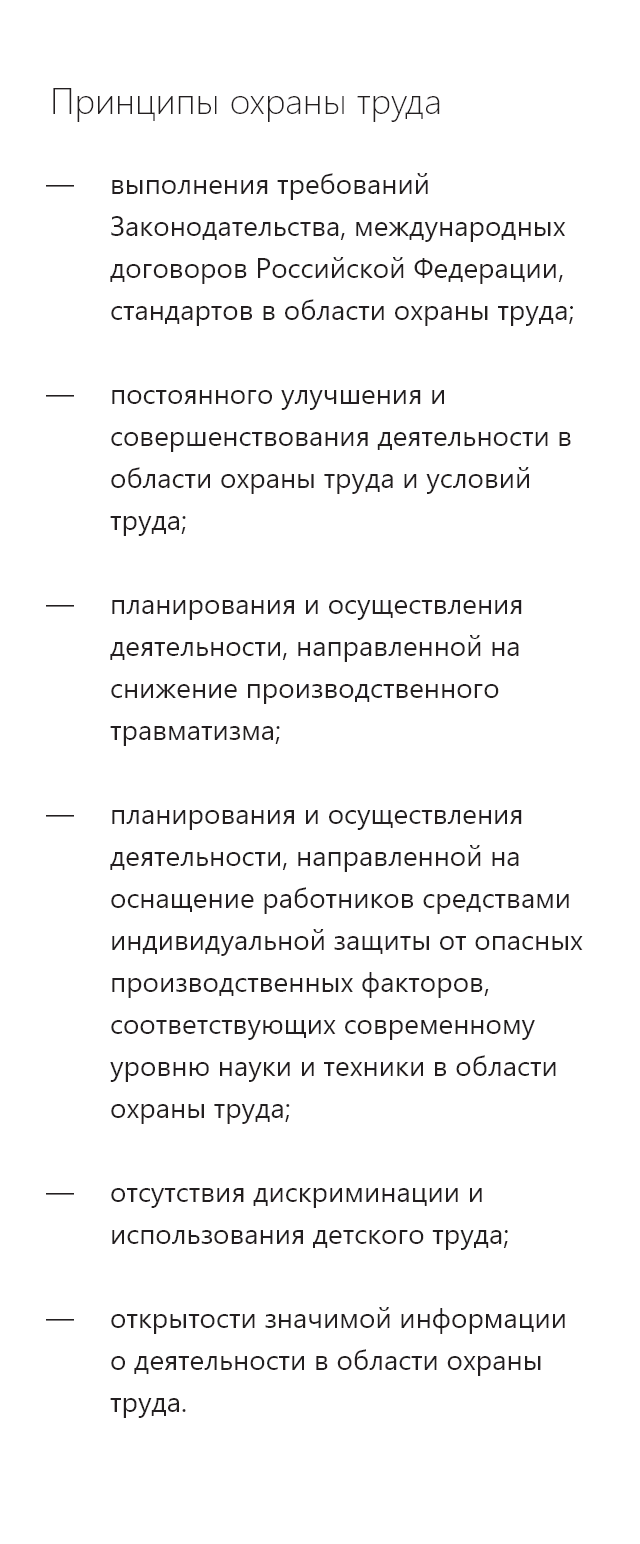 Принципы охраны труда
— выполнения требований
Законодательства, международных
договоров Российской Федерации,
стандартов в области охраны труда;
— постоянного улучшения и
совершенствования деятельности в
области охраны труда и условий
труда;
— планирования и осуществления
деятельности, направленной на
снижение производственного
травматизма;
— планирования и осуществления
деятельности, направленной на
оснащение работников средствами
индивидуальной защиты от опасных
производственных факторов,
соответствующих современному
уровню науки и техники в области
охраны труда;
— отсутствия дискриминации и
использования детского труда;
— открытости значимой информации
о деятельности в области охраны
труда.